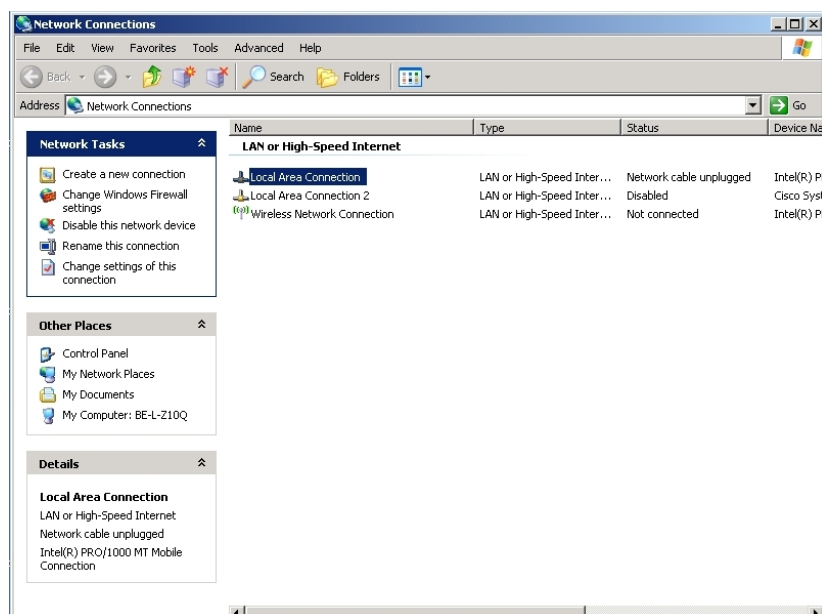 Network Connections
File Edit View Favorites Tools Advanced Help
Back Search Folders
Address Network Connections Go
Network Tasks
Create a new connection
Change Windows Firewall
settings
Disable this network device
Rename this connection
Change settings of this
connection
Other Places
Control Panel
My Network Places
My Documents
My Computer: BE-L-Z10Q
Details
Local Area Connection
LAN or High-Speed Internet
Network cable unplugged
Intel(R) PRO/1000 MT Mobile
Connection
Name Type Status Device Na
LAN or High-Speed Internet
Local Area Connection LAN or High-Speed Inter... Network cable unplugged Intel(R) P
Local Area Connection 2 LAN or High-Speed Inter... Disabled Cisco Syst
Wireless Network Connection LAN or High-Speed Inter... Not connected Intel(R) P